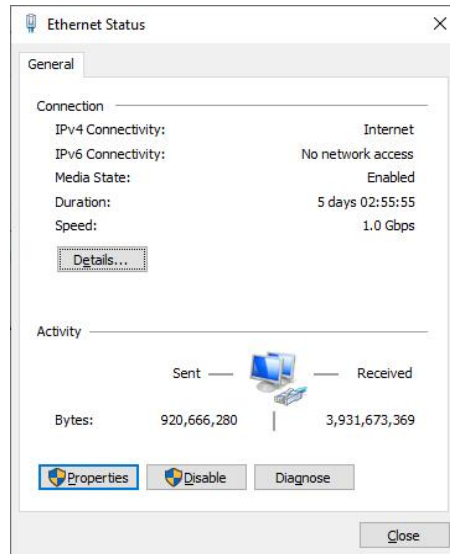 Ethernet Status
General
Connection
IPv4 Connectivity: Internet
IPv6 Connectivity: No network access
Media State: Enabled
Duration: 5 days 02:55:55
Speed: 1.0 Gbps
Details...
Activity
Sent Received
Bytes: 920,666,280 3,931,673,369
Properties Disable Diagnose
Close